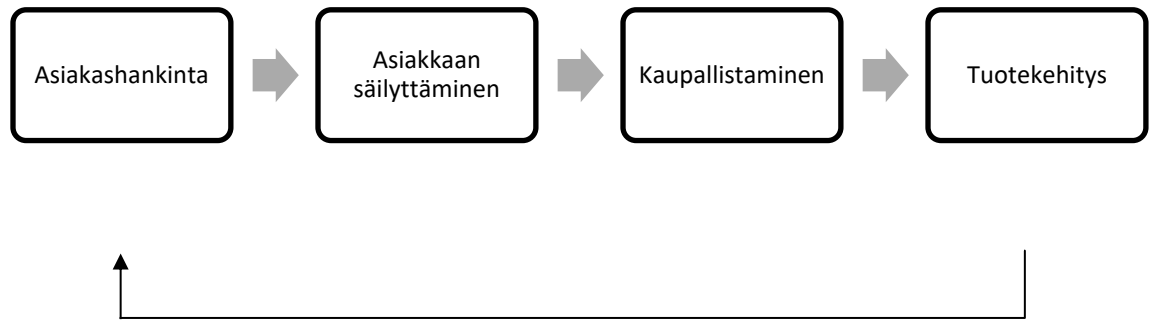 Asiakashankinta
Asiakkaan
säilyttäminen
Kaupallistaminen
Tuotekehitys